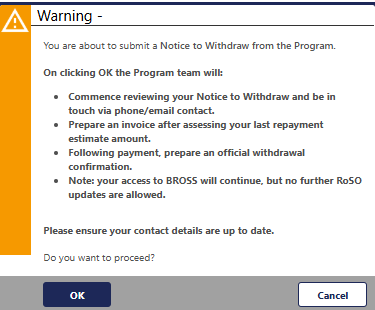 Warning -
You are about to submit a Notice to Withdraw from the Program.
On clicking OK the Program team will:
• Commence reviewing your Notice to Withdraw and be in
touch via phone/email contact.
• Prepare an invoice after assessing your last repayment
estimate amount.
• Following payment, prepare an official withdrawal
confirmation.
• Note: your access to BROSS will continue, but no further RoSO
updates are allowed.
Please ensure your contact details are up to date.
Do you want to proceed?
OK
Cancel